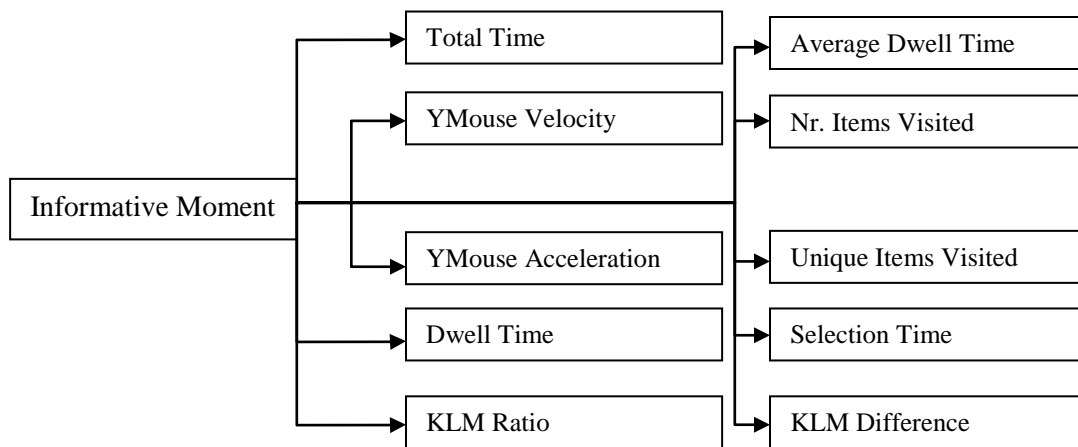 Total Time
Average Dwell Time
YMouse Velocity
Nr. Items Visited
Informative Moment
YMouse Acceleration
Unique Items Visited
Dwell Time
Selection Time
KLM Ratio
KLM Difference